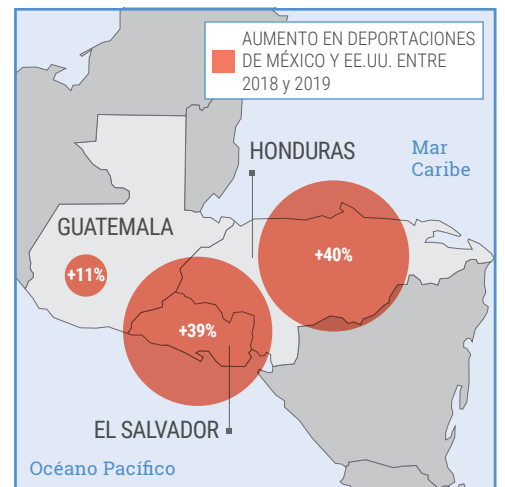 AUMENTO EN DEPORTACIONES
DE MÉXICO Y EE.UU. ENTRE
2018 y 2019
HONDURAS
Mar
Caribe
GUATEMALA
+11%
+40%
+39%
EL SALVADOR
Océano Pacífico